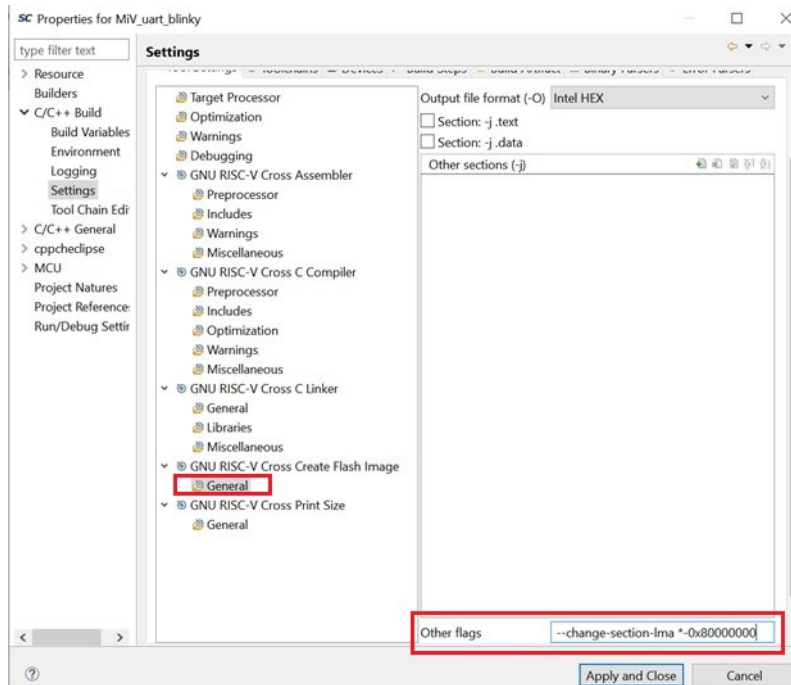 SC Properties for MiV_uart_blinky
type filter text
Settings
Resource
Builders
C/C++ Build
Build Variables
Environment
Logging
Settings
Tool Chain Edi
C/C++ General
cppcheclipse
MCU
Project Natures
Project Reference
Run/Debug Settir
Target Processor
Optimization
Warnings
Debugging
GNU RISC-V Cross Assembler
Preprocessor
Includes
Warnings
Miscellaneous
GNU RISC-V Cross C Compiler
Preprocessor
Includes
Optimization
Warnings
Miscellaneous
GNU RISC-V Cross C Linker
General
Libraries
Miscellaneous
GNU RISC-V Cross Create Flash Image
General
GNU RISC-V Cross Print Size
General
Output file format (-O) Intel HEX
Section: -j .text
Section: -j .data
Other sections (-j)
Other flags --change-section-lma *-0x80000000
Apply and Close Cancel